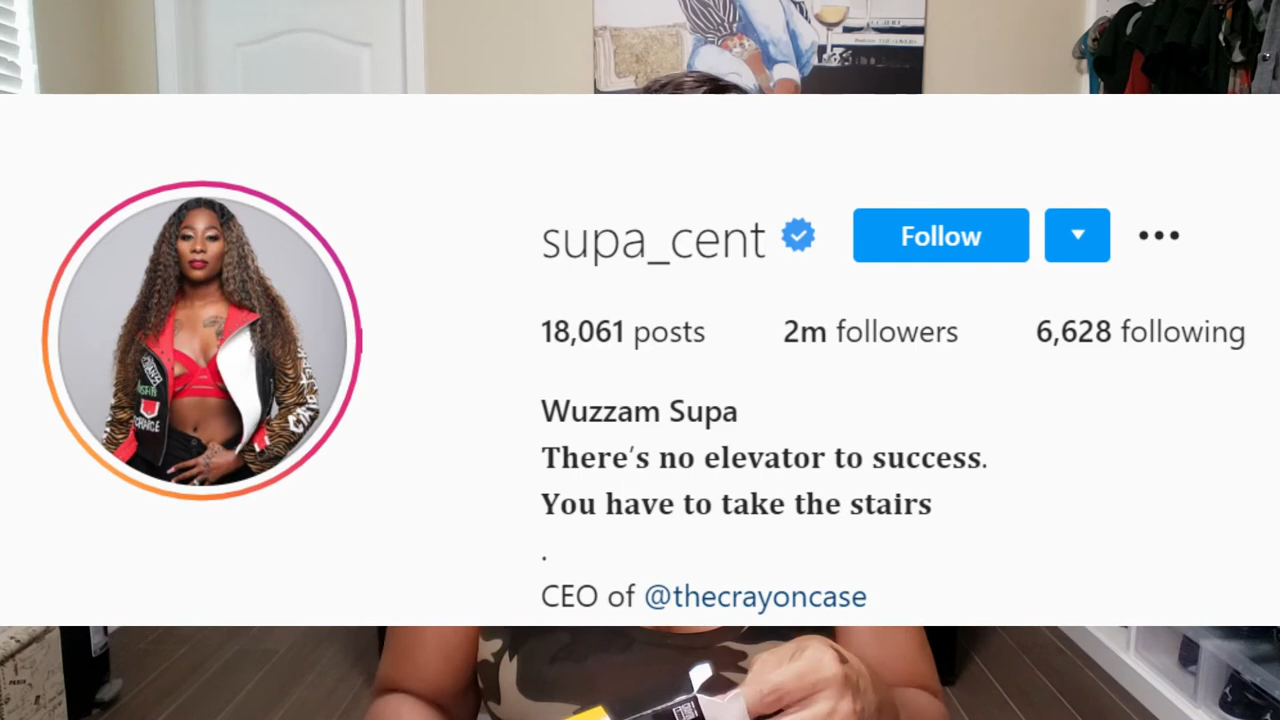 supa_cent
Follow
18,061 posts 2m followers 6,628 following
Wuzzam Supa
There's no elevator to success.
You have to take the stairs
.
CEO of @thecrayoncase